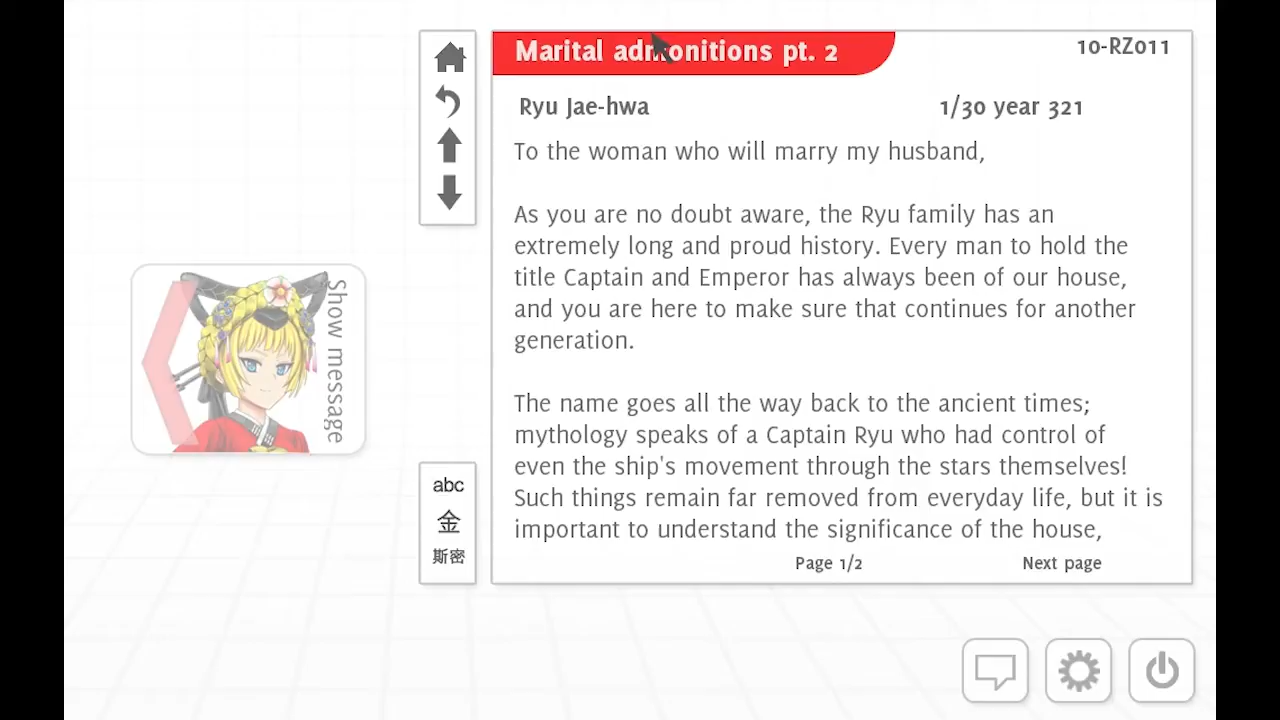 Marital admonitions pt. 2
10-RZ011
Ryu Jae-hwa
1/30 year 321
To the woman who will marry my husband,
As you are no doubt aware, the Ryu family has an
extremely long and proud history. Every man to hold the
title Captain and Emperor has always been of our house,
and you are here to make sure that continues for another
generation.
The name goes all the way back to the ancient times;
mythology speaks of a Captain Ryu who had control of
even the ship's movement through the stars themselves!
Such things remain far removed from everyday life, but it is
important to understand the significance of the house,
Page 1/2
Next page
Show message
abc
金
斯密